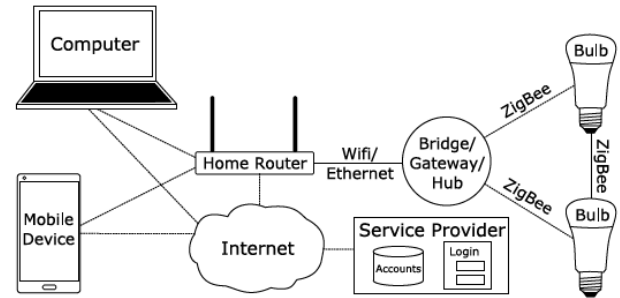 Computer
Bulb
ZigBee
Home Router
Wifi/
Ethernet
Bridge/
Gateway/
Hub
ZigBee
ZigBee
Mobile
Device
Internet
Service Provider
Accounts
Login
Bulb